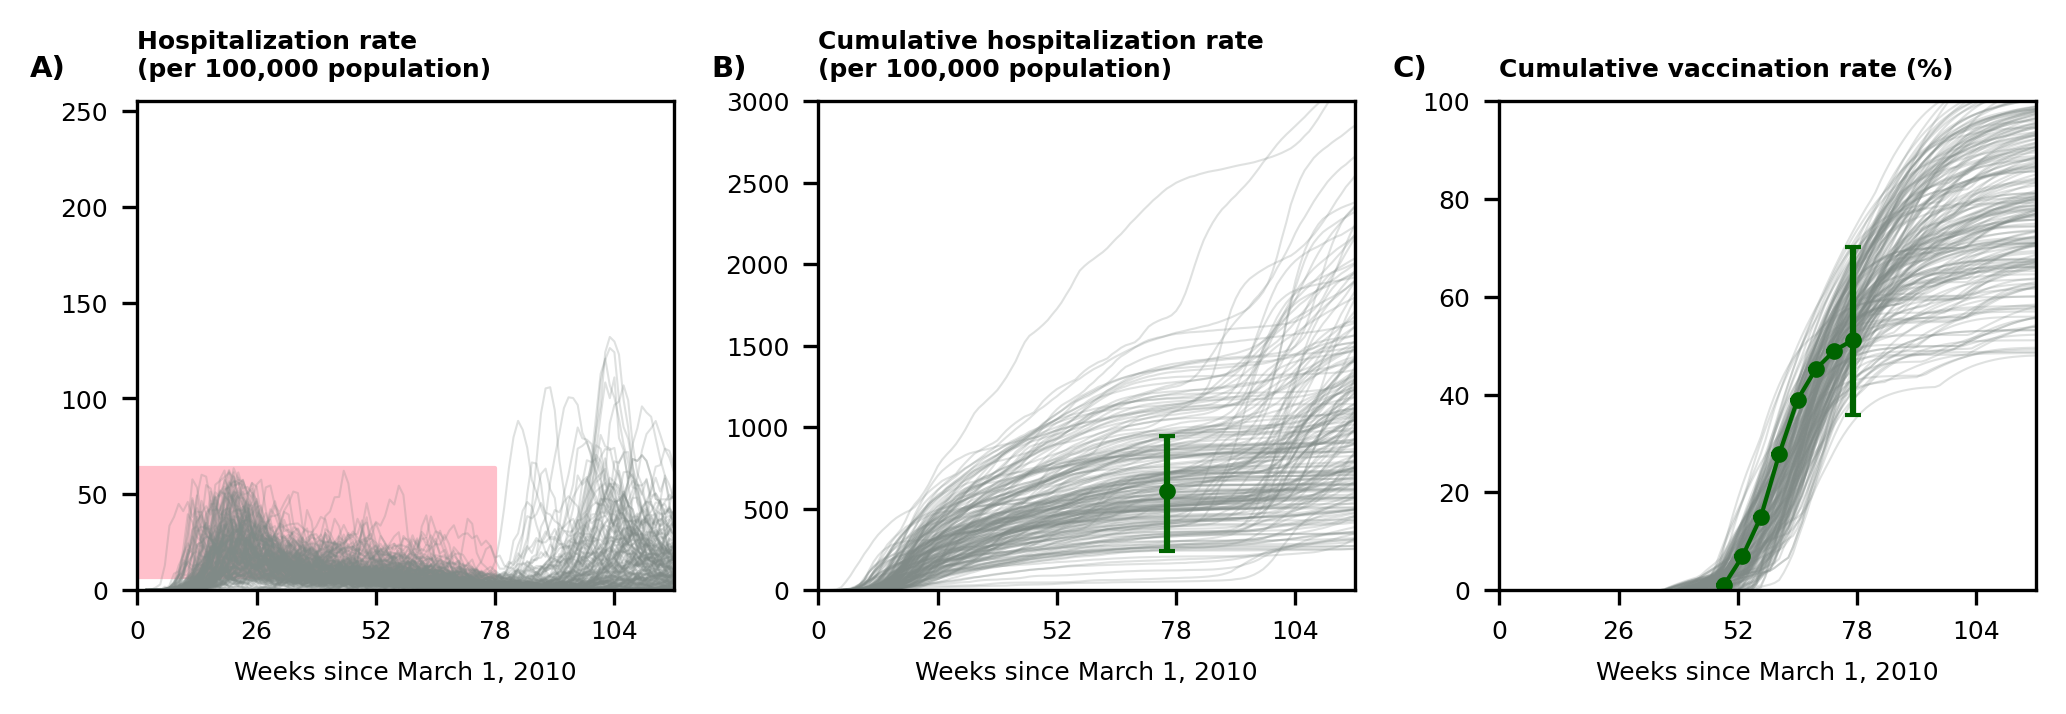 A)
Hospitalization rate
(per 100,000 population)
250
200
150
100
50
0
0 26 52 78 104
Weeks since March 1, 2010
B)
Cumulative hospitalization rate
(per 100,000 population)
3000
2500
2000
1500
1000
500
0
0 26 52 78 104
Weeks since March 1, 2010
C)
Cumulative vaccination rate (%)
100
80
60
40
20
0
0 26 52 78 104
Weeks since March 1, 2010